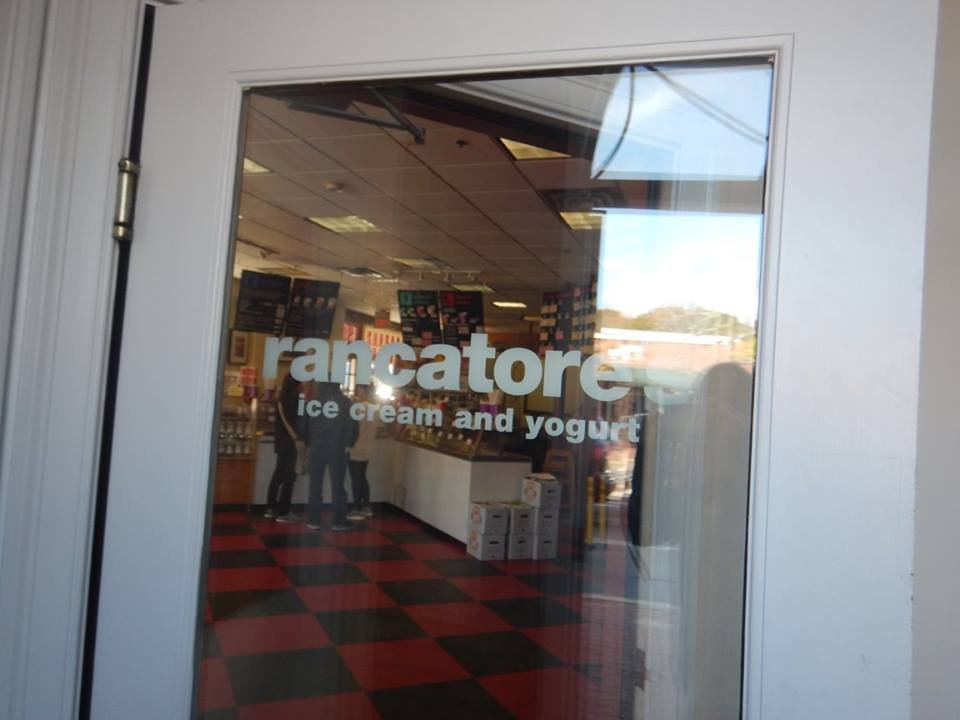 rancatore's
ice cream and yogurt